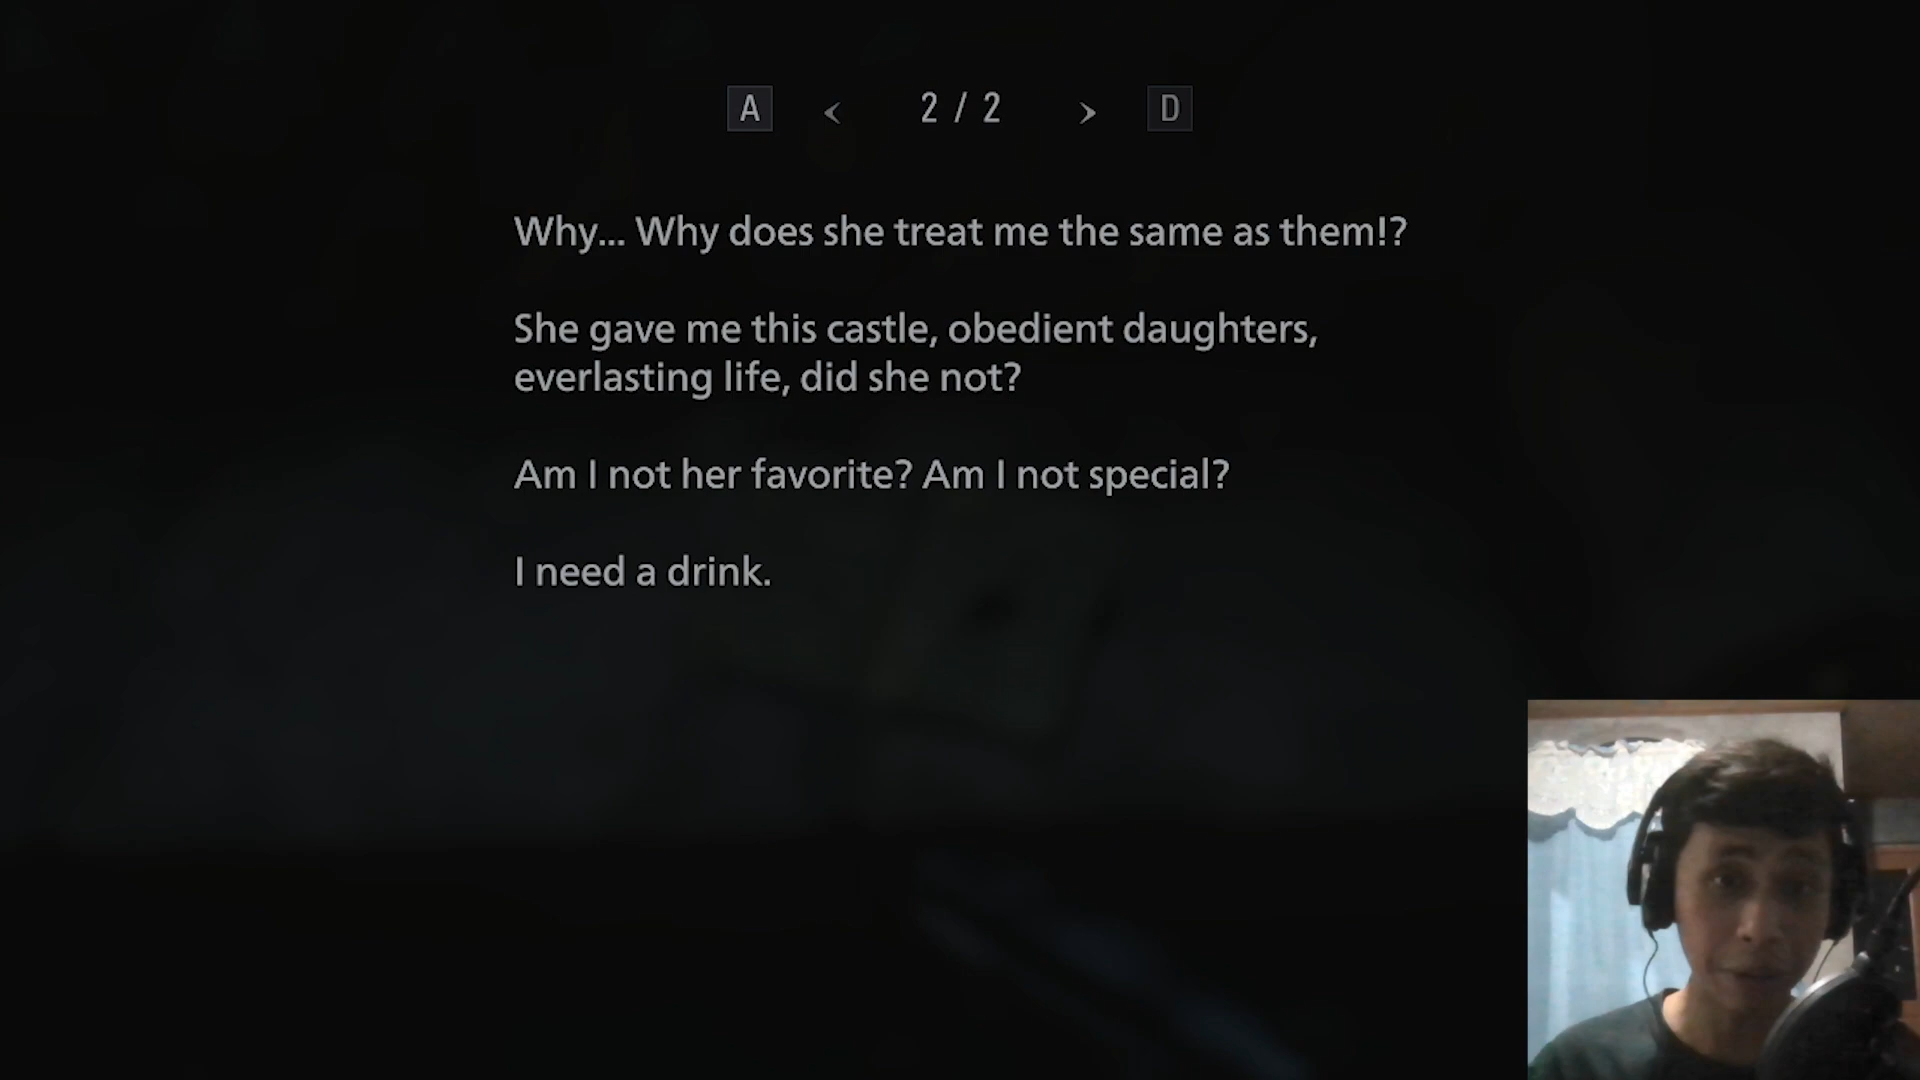 A < 2 / 2 > D
Why... Why does she treat me the same as them!?
She gave me this castle, obedient daughters,
everlasting life, did she not?
Am I not her favorite? Am I not special?
I need a drink.